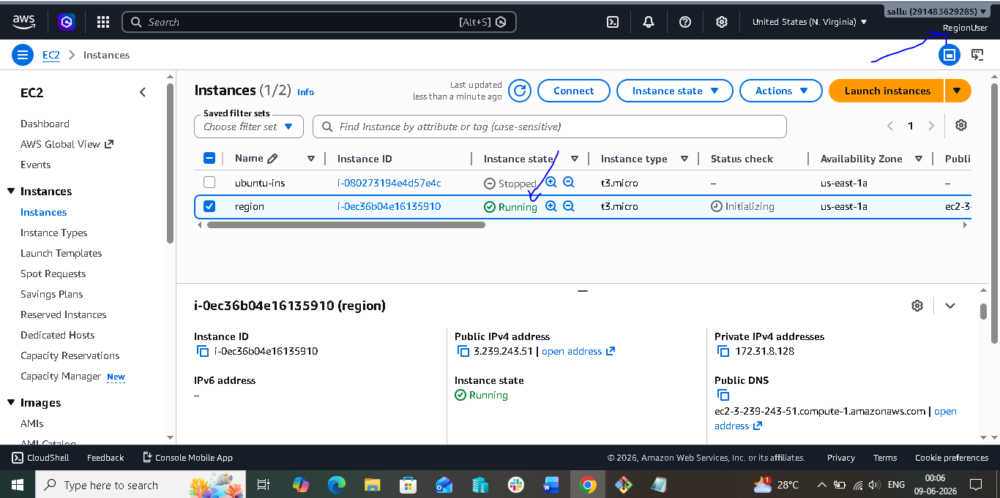 aws
Search
[Alt+S]
United States (N. Virginia)
sallu (291483629285)
RegionUser
EC2
Instances
EC2
Dashboard
AWS Global View
Events
Instances
Instances
Instance Types
Launch Templates
Spot Requests
Savings Plans
Reserved Instances
Dedicated Hosts
Capacity Reservations
Capacity Manager New
Images
AMIs
AMI Catalog
Instances (1/2) Info
Last updated
less than a minute ago
Connect
Instance state
Actions
Launch instances
Saved filter sets
Choose filter set
Find Instance by attribute or tag (case-sensitive)
1
Name Instance ID Instance state Instance type Status check Availability Zone Publi
ubuntu-ins i-080273194e4d57e4c Stopped t3.micro – us-east-1a –
region i-0ec36b04e16135910 Running t3.micro Initializing us-east-1a ec2-3-
i-0ec36b04e16135910 (region)
Instance ID
i-0ec36b04e16135910
IPv6 address
–
Public IPv4 address
3.239.243.51 | open address
Instance state
Running
Private IPv4 addresses
172.31.8.128
Public DNS
ec2-3-239-243-51.compute-1.amazonaws.com | open
address
CloudShell Feedback Console Mobile App © 2026, Amazon Web Services, Inc. or its affiliates. Privacy Terms Cookie preferences
Type here to search
1
28°C
ENG
00:06
09-06-2026